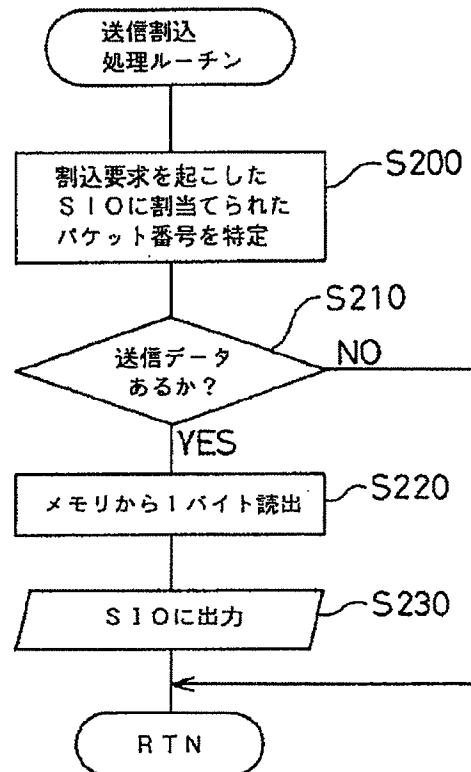 送信割込
処理ルーチン
割込要求を起こした
SIOに割当てられた
パケット番号を特定
S200
S210
送信データ
あるか？
NO
YES
メモリから1バイト読出
S220
SIOに出力
S230
RTN